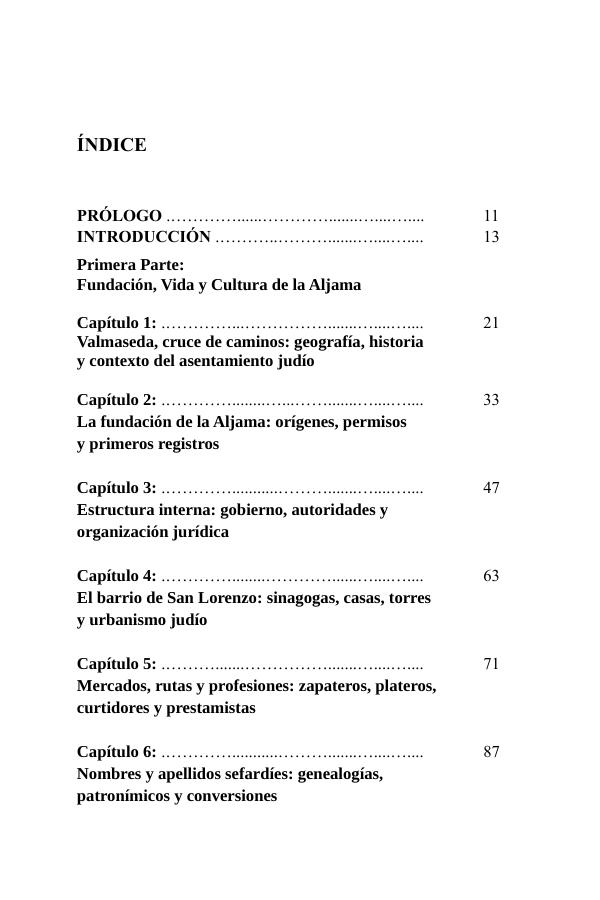 ÍNDICE
PRÓLOGO ..…………......…………......…...….... 11
INTRODUCCIÓN ………..………….....…....….... 13
Primera Parte:
Fundación, Vida y Cultura de la Aljama
Capítulo 1: ..…………...……………......…....….... 21
Valmaseda, cruce de caminos: geografía, historia
y contexto del asentamiento judío
Capítulo 2: ..…………........…...……......…....….... 33
La fundación de la Aljama: orígenes, permisos
y primeros registros
Capítulo 3: ..…………...........………......…....….... 47
Estructura interna: gobierno, autoridades y
organización jurídica
Capítulo 4: ..…………........…………......…....….... 63
El barrio de San Lorenzo: sinagogas, casas, torres
y urbanismo judío
Capítulo 5: ..………......……………......…....….... 71
Mercados, rutas y profesiones: zapateros, plateros,
curtidores y prestamistas
Capítulo 6: ..…………...........………......…....….... 87
Nombres y apellidos sefardíes: genealogías,
patronímicos y conversiones